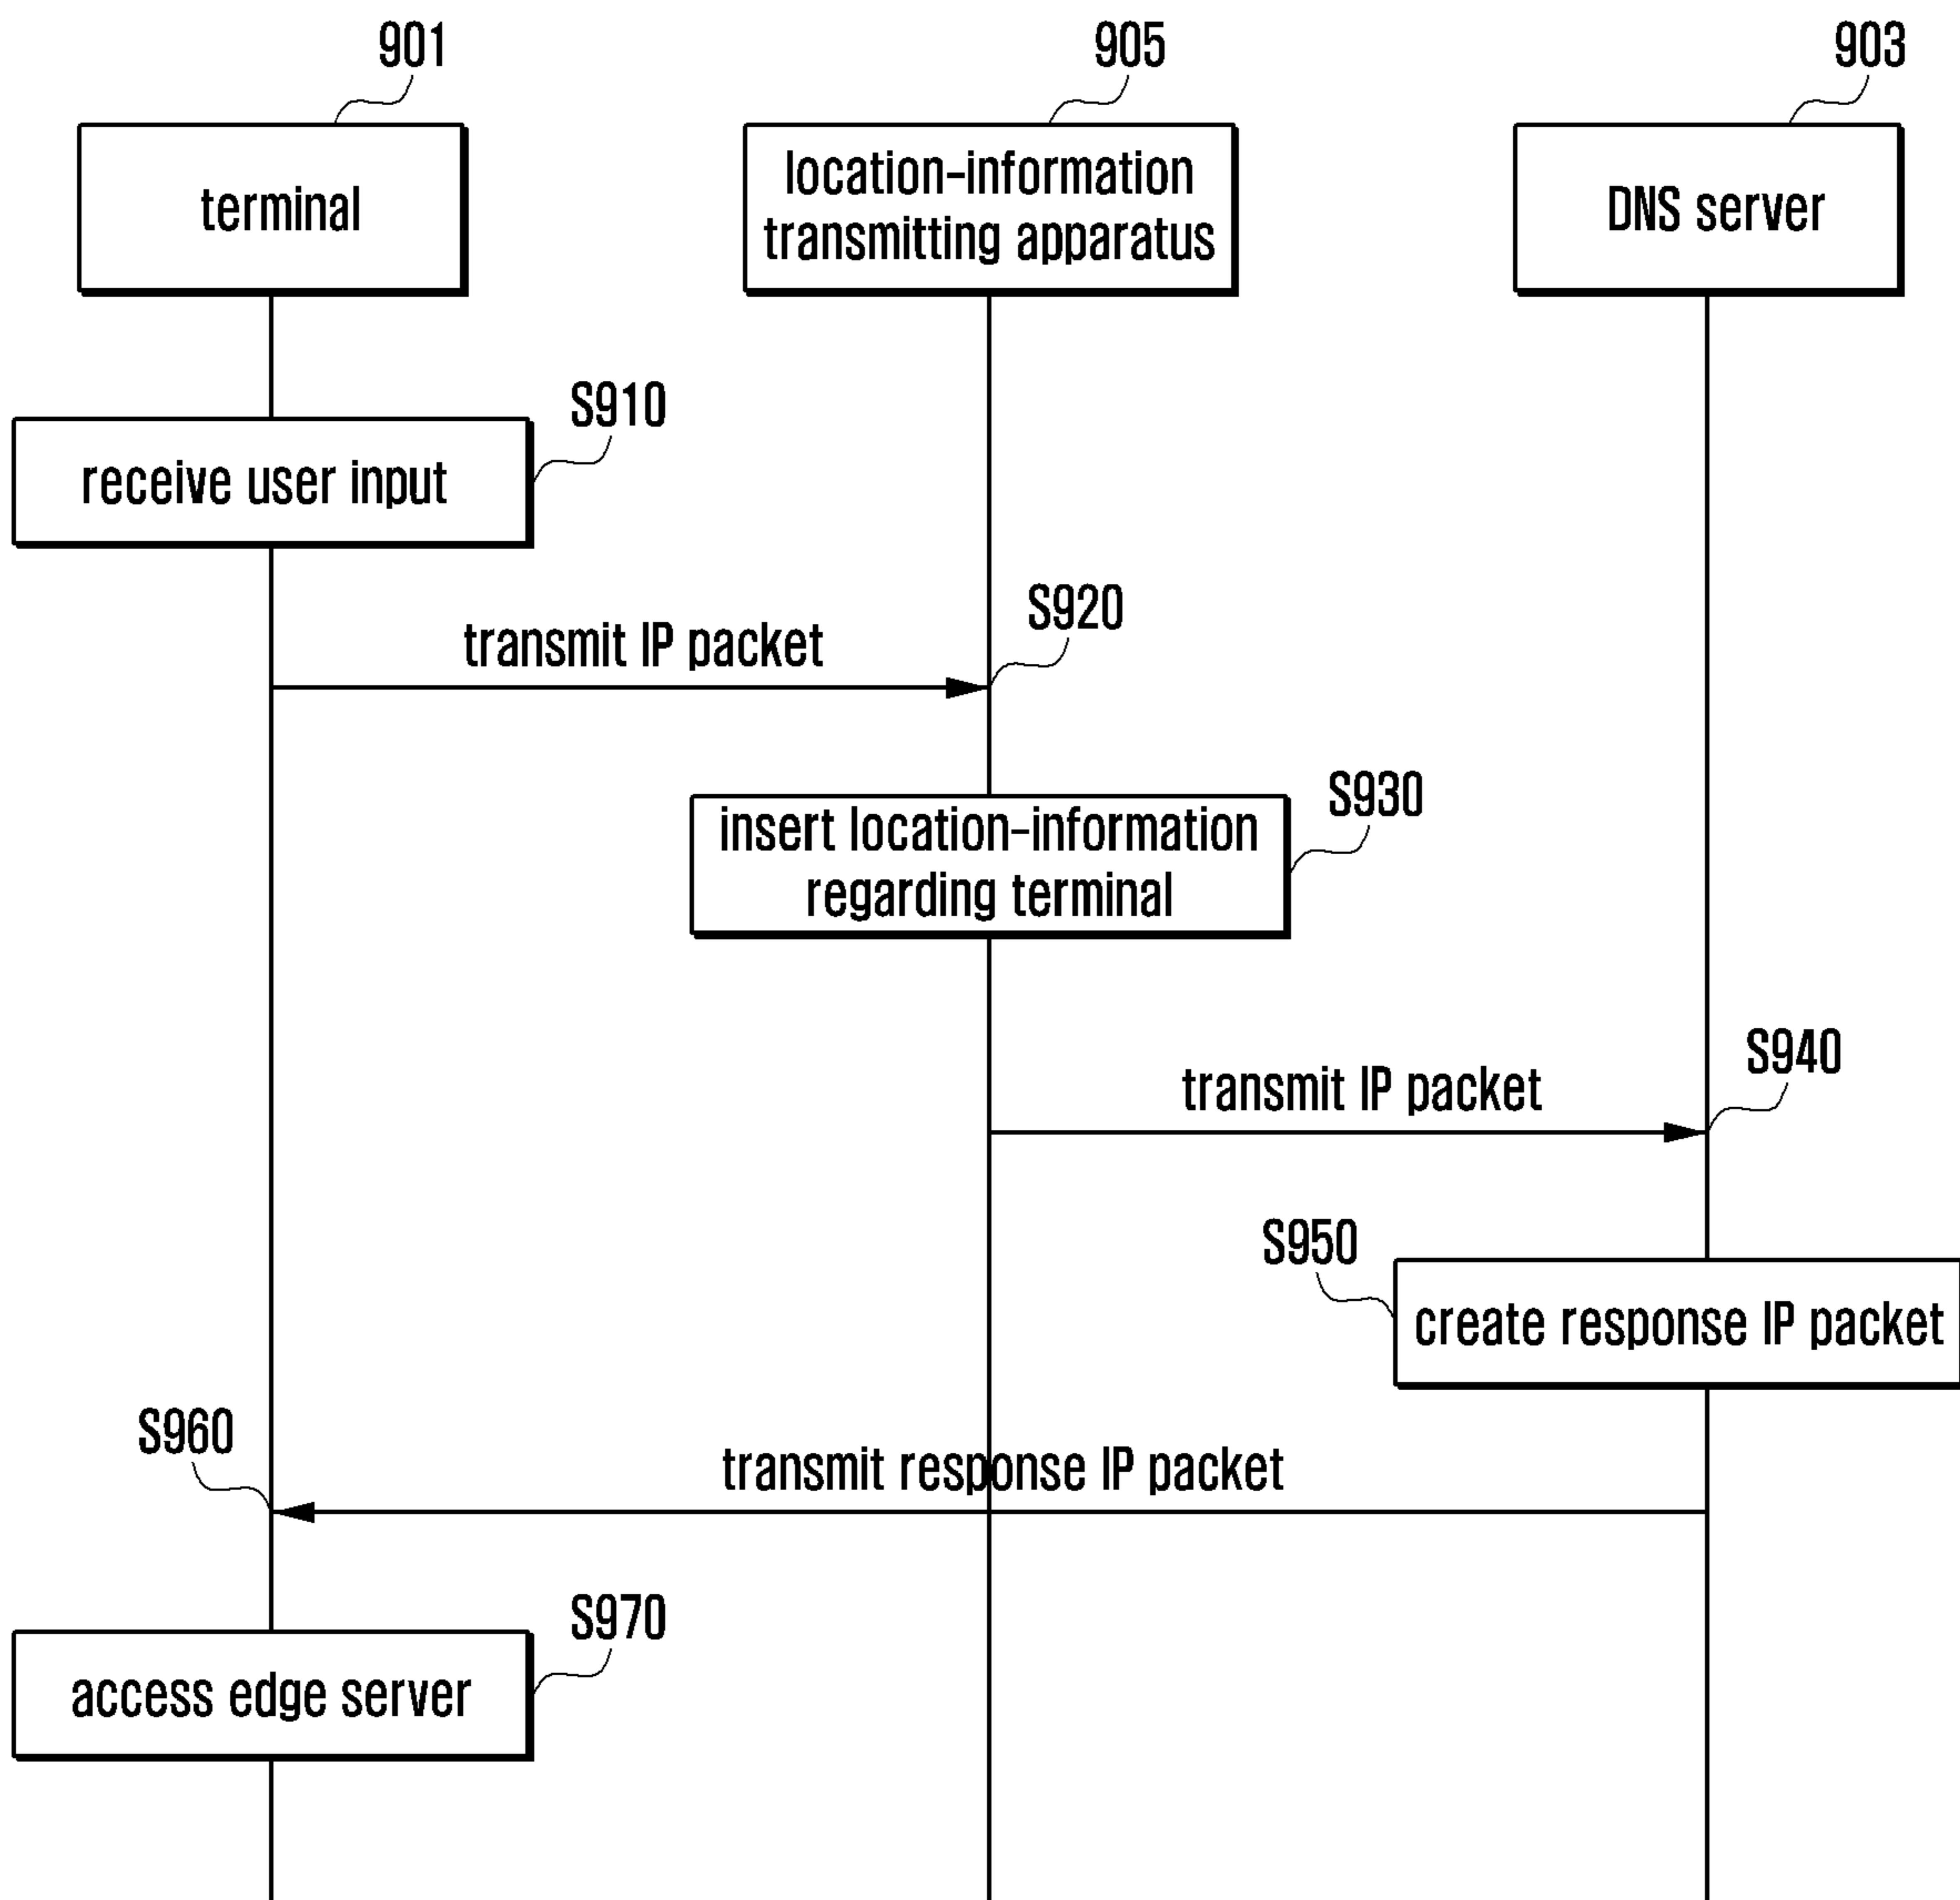 901
905
903
terminal
location-information
transmitting apparatus
DNS server
S910
receive user input
S920
transmit IP packet
S930
insert location-information
regarding terminal
S940
transmit IP packet
S950
create response IP packet
S960
transmit response IP packet
S970
access edge server